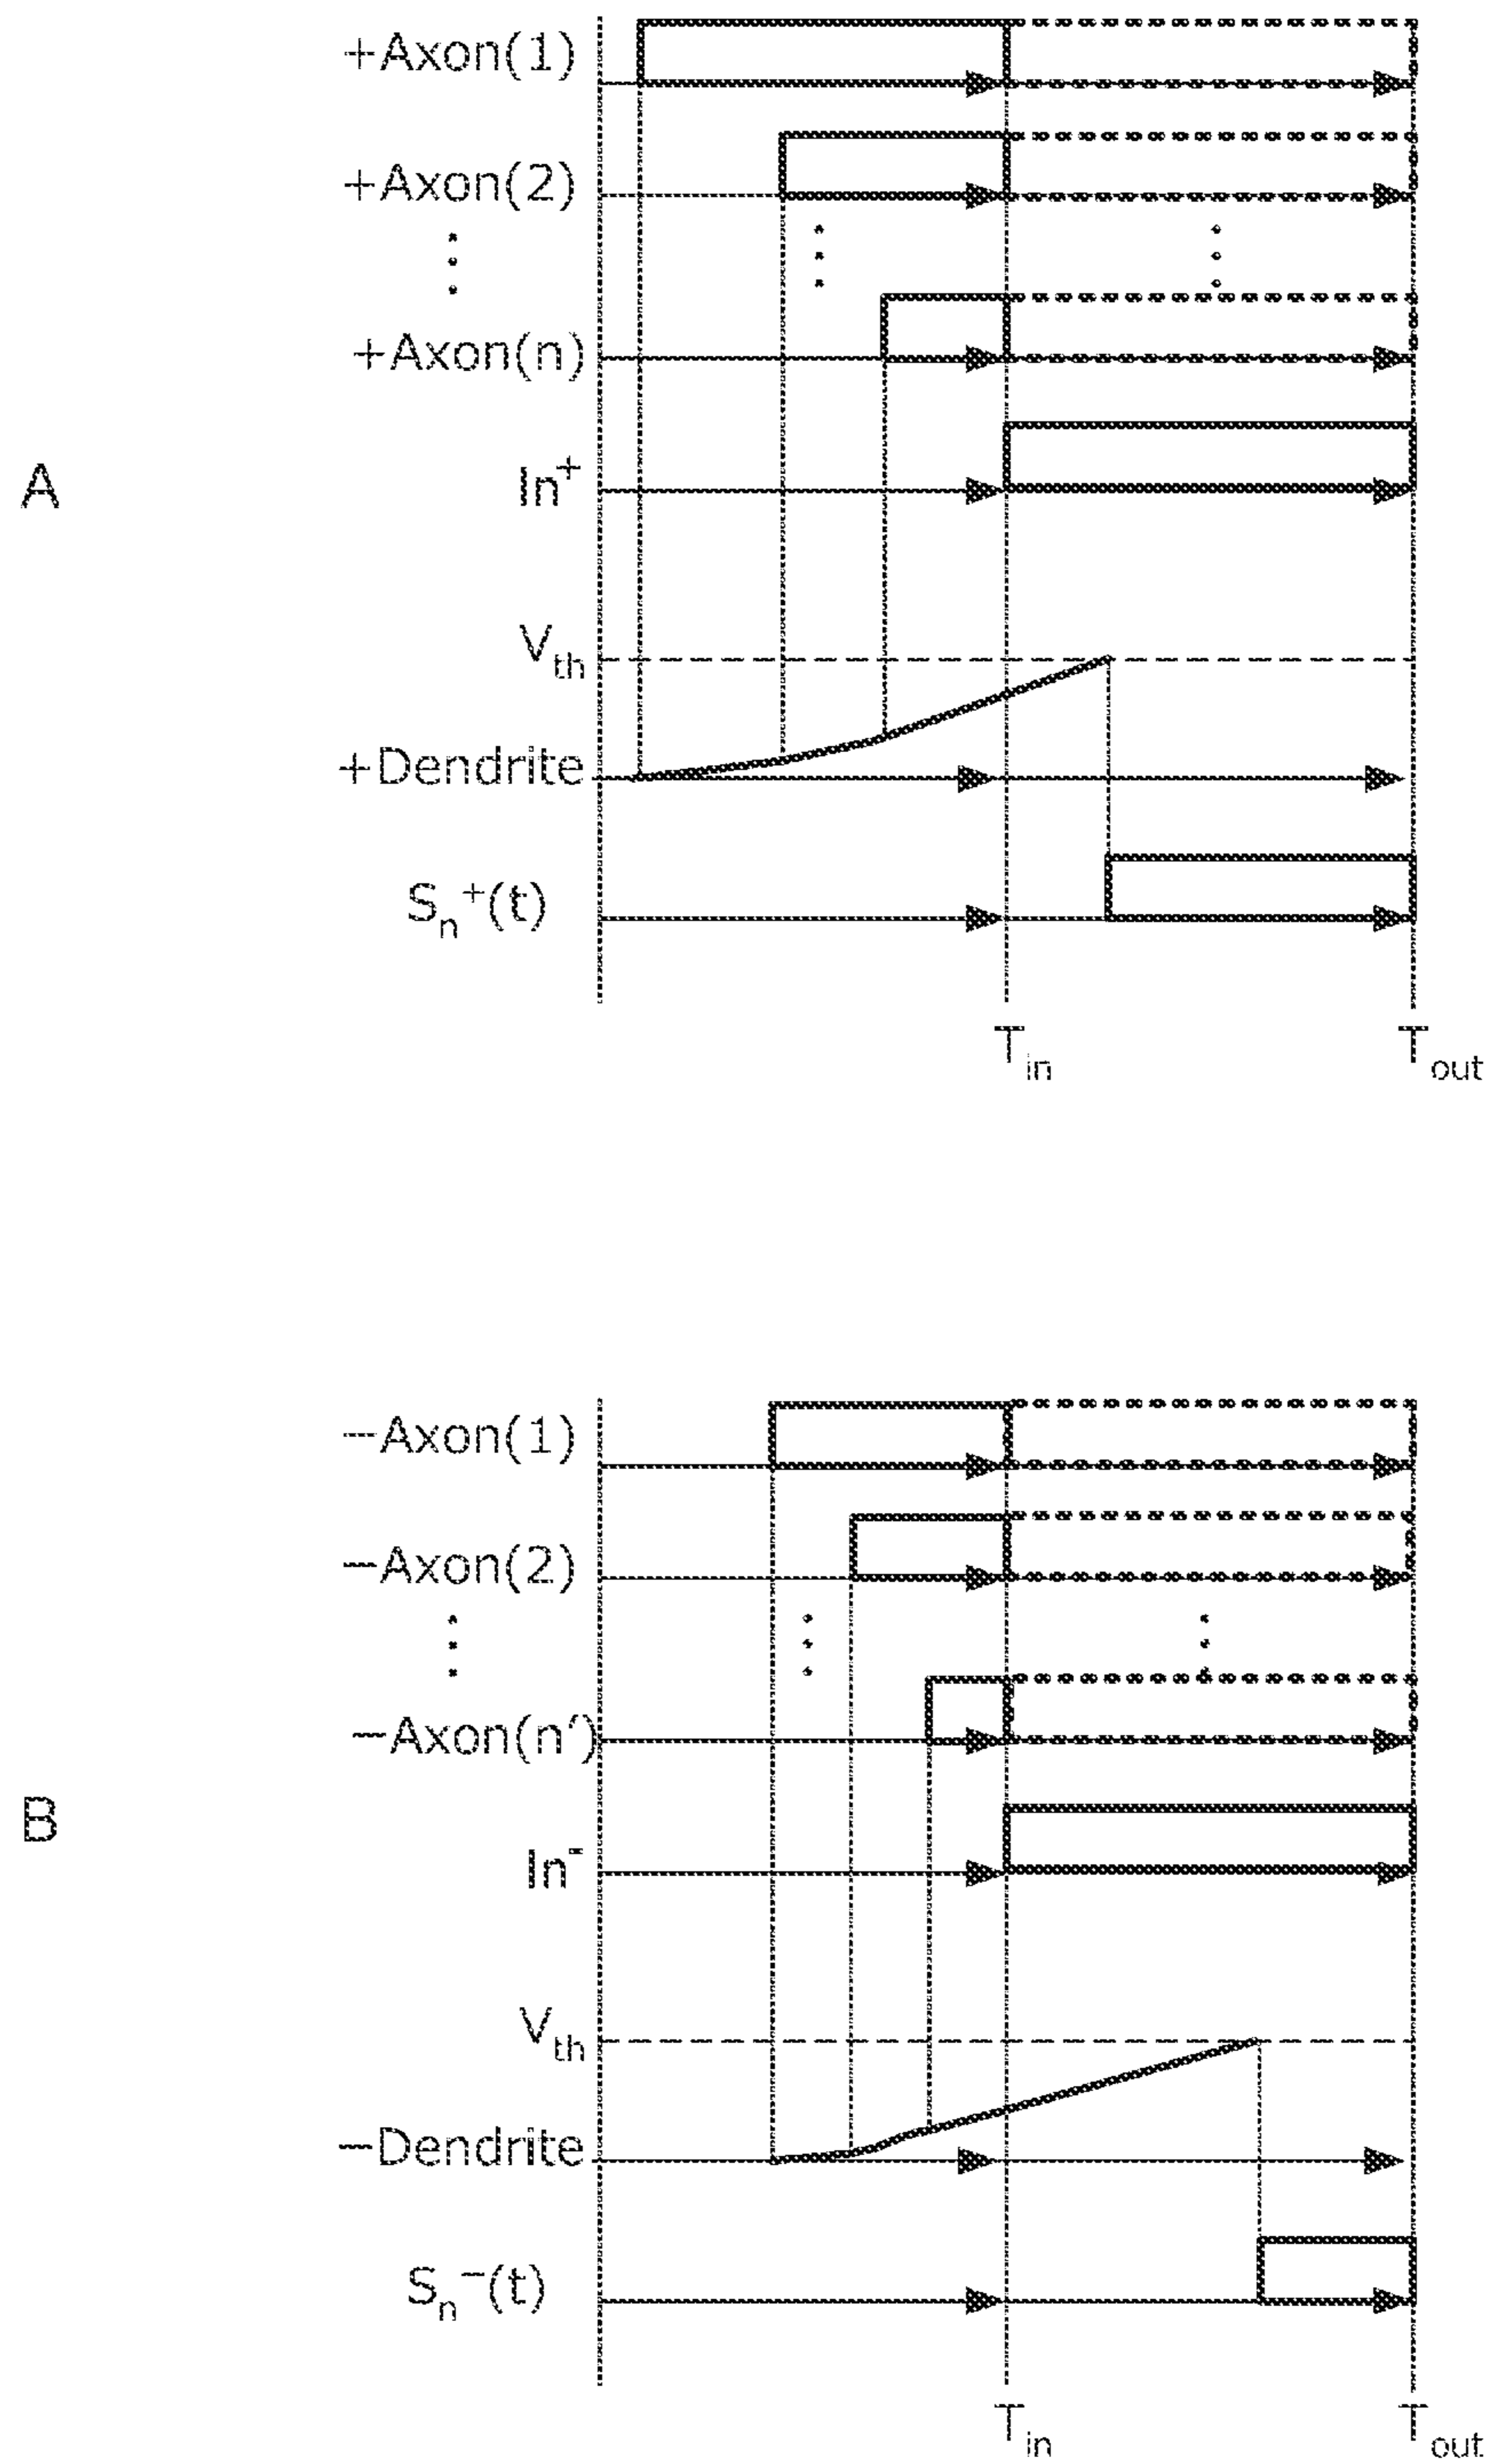 +Axon(1)
+Axon(2)
+Axon(n)
A
In⁺
Vth
+Dendrite
Sn⁺(t)
Tin
Tout
−Axon(1)
−Axon(2)
−Axon(n′)
B
In⁻
Vth
−Dendrite
Sn⁻(t)
Tin
Tout